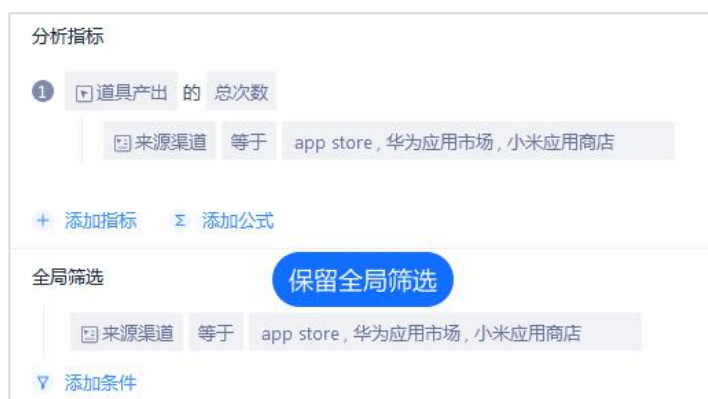 分析指标
1 道具产出 的 总次数
来源渠道 等于 app store , 华为应用市场 , 小米应用商店
+ 添加指标 Σ 添加公式
全局筛选 保留全局筛选
来源渠道 等于 app store , 华为应用市场 , 小米应用商店
添加条件